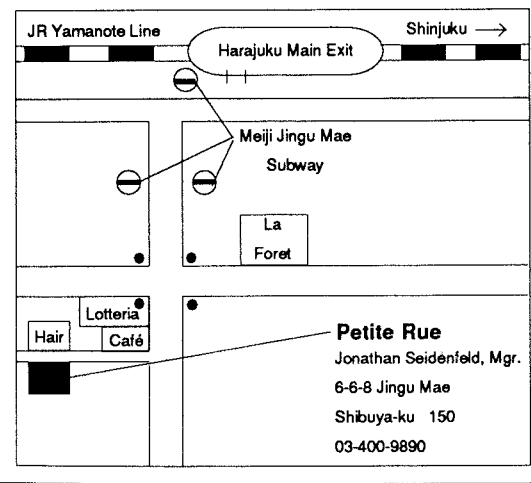 JR Yamanote Line
Harajuku Main Exit
Shinjuku →
Meiji Jingu Mae
Subway
La
Foret
Lotteria
Hair
Café
Petite Rue
Jonathan Seidenfeld, Mgr.
6-6-8 Jingu Mae
Shibuya-ku 150
03-400-9890